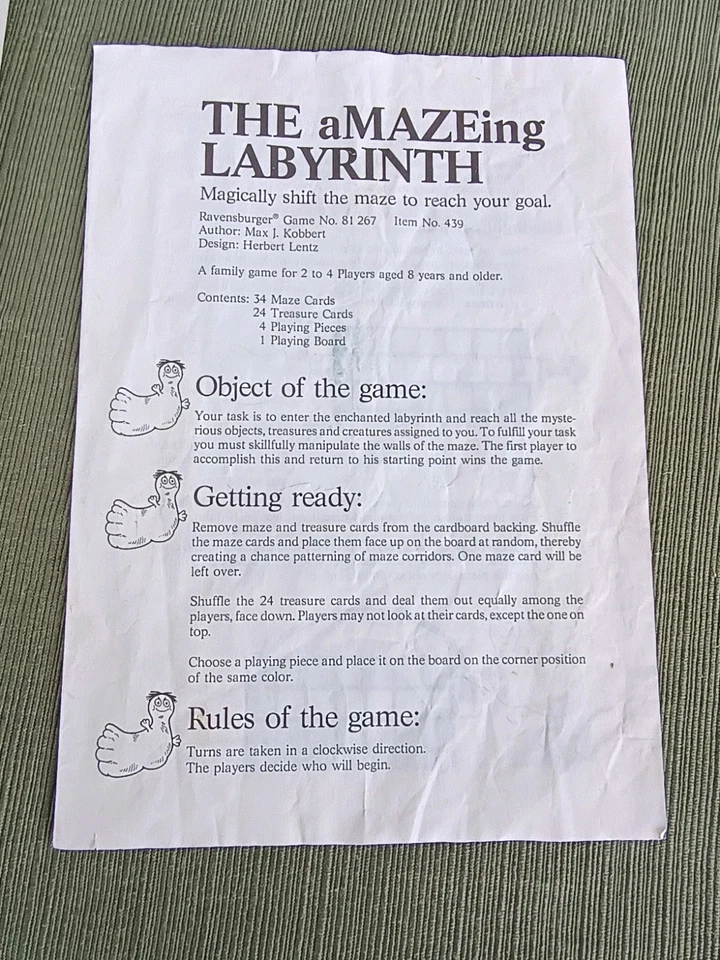 THE aMAZEing
LABYRINTH
Magically shift the maze to reach your goal.
Ravensburger® Game No. 81 267 Item No. 439
Author: Max J. Kobbert
Design: Herbert Lentz
A family game for 2 to 4 Players aged 8 years and older.
Contents: 34 Maze Cards
24 Treasure Cards
4 Playing Pieces
1 Playing Board
Object of the game:
Your task is to enter the enchanted labyrinth and reach all the myste-
rious objects, treasures and creatures assigned to you. To fulfill your task
you must skillfully manipulate the walls of the maze. The first player to
accomplish this and return to his starting point wins the game.
Getting ready:
Remove maze and treasure cards from the cardboard backing. Shuffle
the maze cards and place them face up on the board at random, thereby
creating a chance patterning of maze corridors. One maze card will be
left over.
Shuffle the 24 treasure cards and deal them out equally among the
players, face down. Players may not look at their cards, except the one on
top.
Choose a playing piece and place it on the board on the corner position
of the same color.
Rules of the game:
Turns are taken in a clockwise direction.
The players decide who will begin.